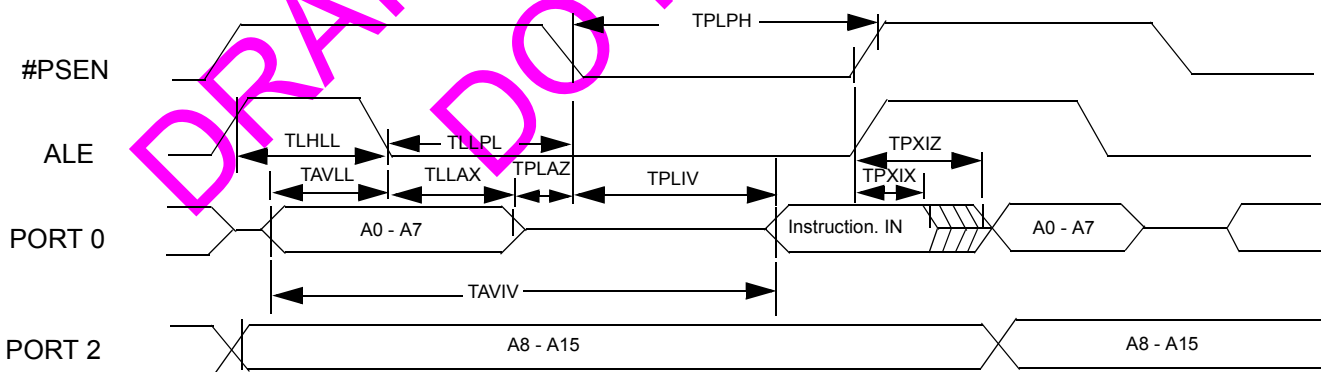 DRAF
DO
TPLPH
#PSEN
TLHLL
TLLPL
ALE
TPXIZ
TPLAZ
TAVLL
TLLAX
TPLIV
TPXIX
PORT 0
A0 - A7
Instruction. IN
A0 - A7
TAVIV
PORT 2
A8 - A15
A8 - A15